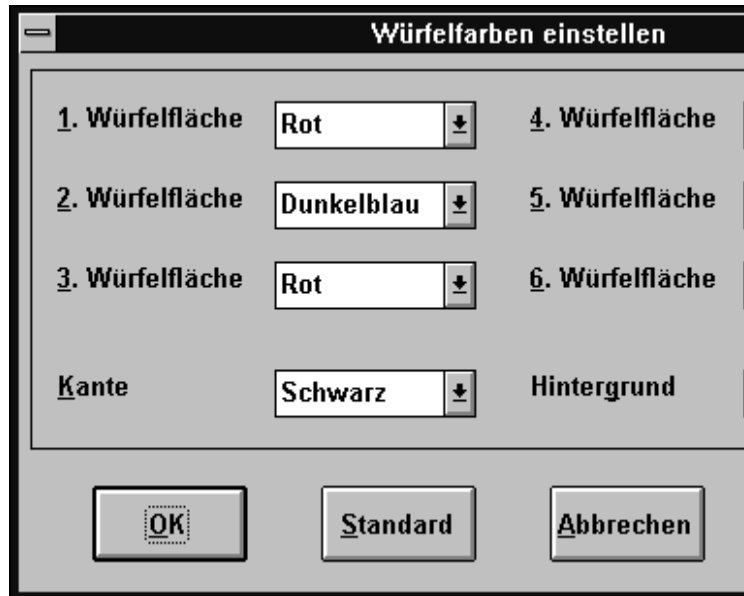 Würfelfarben einstellen
1. Würfelfläche Rot 4. Würfelfläche
2. Würfelfläche Dunkelblau 5. Würfelfläche
3. Würfelfläche Rot 6. Würfelfläche
Kante Schwarz Hintergrund
OK Standard Abbrechen